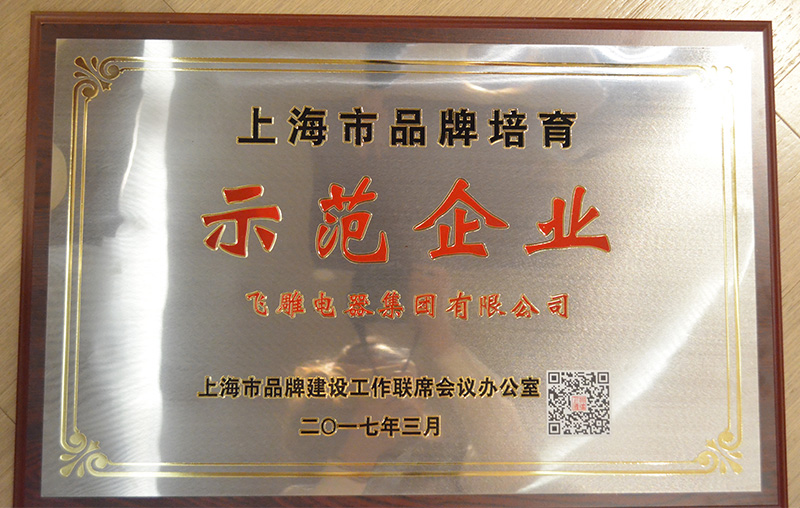 上海市品牌培育
示范企业
飞雕电器集团有限公司
上海市品牌建设工作联席会议办公室
二〇一七年三月